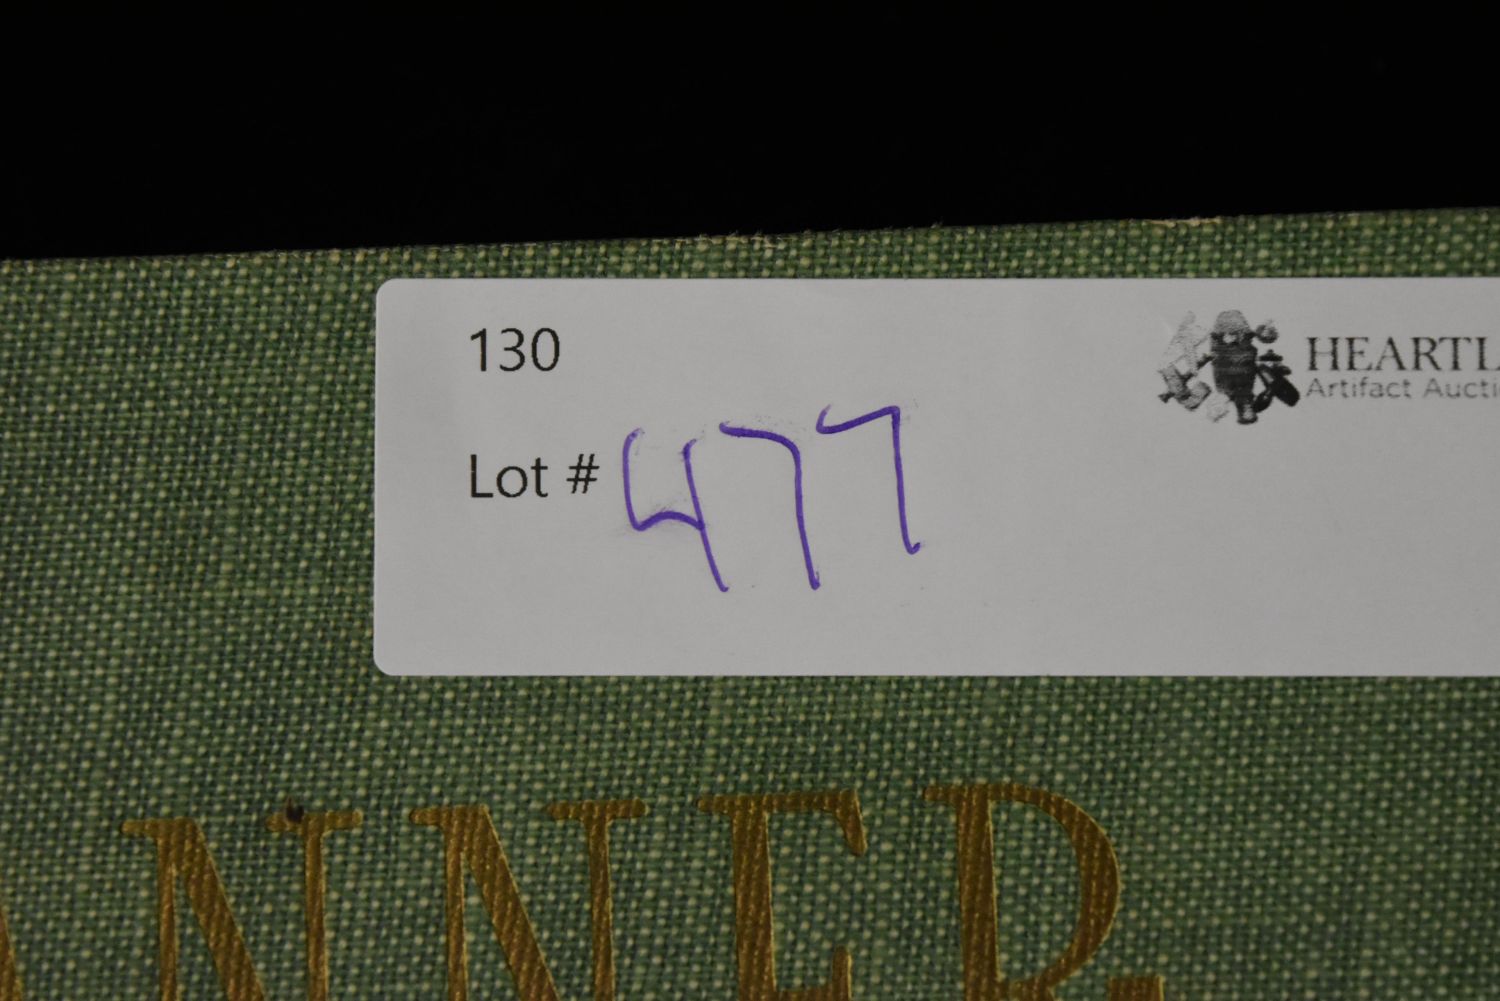 130
HEARTL
Artifact Aucti
Lot # 477
ANNER